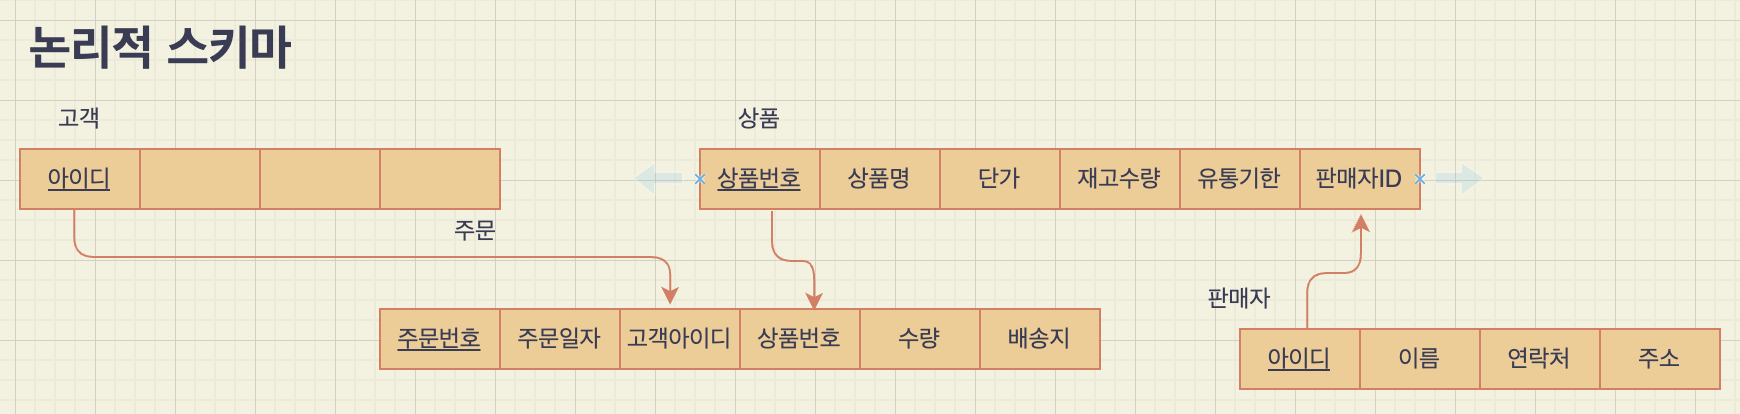 논리적 스키마
고객
상품
아이디
상품번호 상품명 단가 재고수량 유통기한 판매자ID
주문
주문번호 주문일자 고객아이디 상품번호 수량 배송지
판매자
아이디 이름 연락처 주소